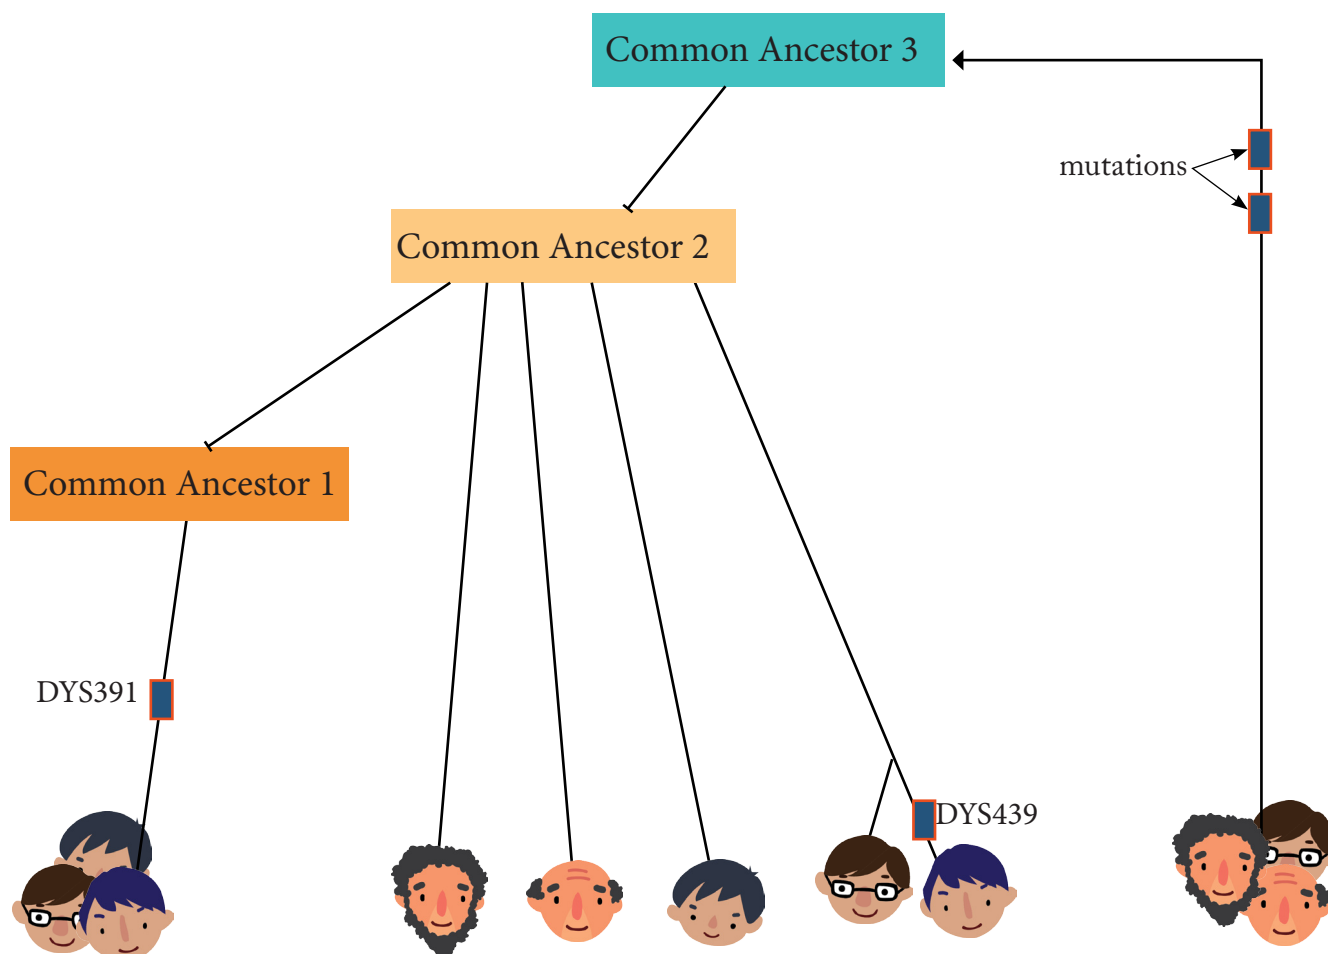 Common Ancestor 3
mutations
Common Ancestor 2
Common Ancestor 1
DYS391
DYS439